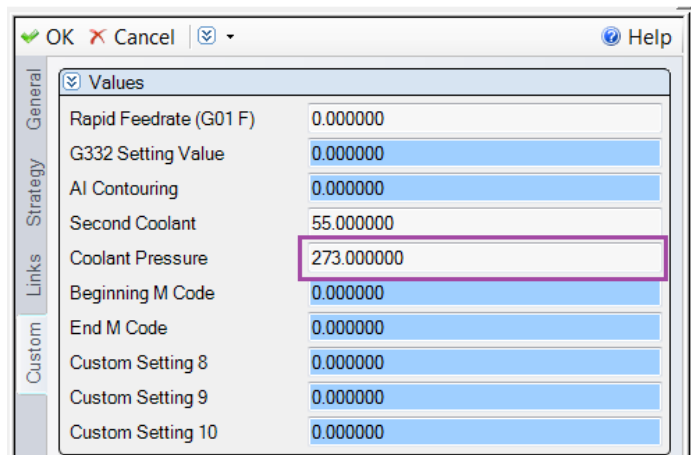 OK Cancel Help
General
Strategy
Links
Custom
Values
Rapid Feedrate (G01 F) 0.000000
G332 Setting Value 0.000000
AI Contouring 0.000000
Second Coolant 55.000000
Coolant Pressure 273.000000
Beginning M Code 0.000000
End M Code 0.000000
Custom Setting 8 0.000000
Custom Setting 9 0.000000
Custom Setting 10 0.000000